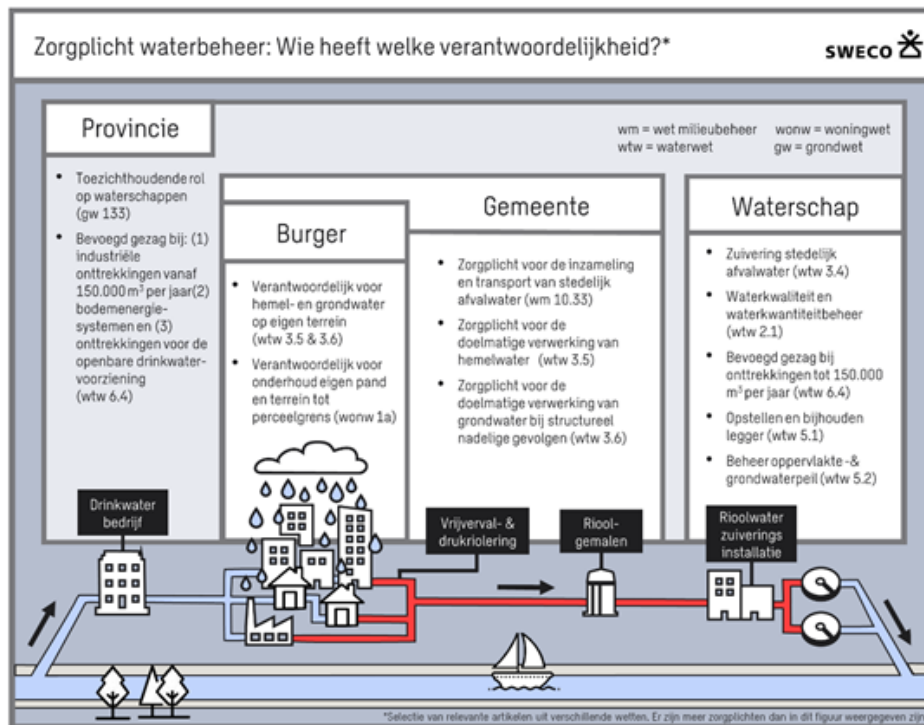 Zorgplicht waterbeheer: Wie heeft welke verantwoordelijkheid?*
SWECO
wm = wet milieubeheer
wtw = waterwet
wonw = woningwet
gw = grondwet
Provincie
• Toezichthoudende rol
op waterschappen
(gw 133)
• Bevoegd gezag bij: (1)
industriële
onttrekkingen vanaf
150.000 m³ per jaar(2)
bodemenergie-
systemen en (3)
onttrekkingen voor de
openbare drinkwater-
voorziening
(wtw 6.4)
Burger
• Verantwoordelijk voor
hemel- en grondwater
op eigen terrein
(wtw 3.5 & 3.6)
• Verantwoordelijk voor
onderhoud eigen pand
en terrein tot
perceelgrens (wonw 1a)
Gemeente
• Zorgplicht voor de inzameling
en transport van stedelijk
afvalwater (wm 10.33)
• Zorgplicht voor de
doelmatige verwerking van
hemelwater (wtw 3.5)
• Zorgplicht voor de
doelmatige verwerking van
grondwater bij structureel
nadelige gevolgen (wtw 3.6)
Waterschap
• Zuivering stedelijk
afvalwater (wtw 3.4)
• Waterkwaliteit en
waterkwantiteitbeheer
(wtw 2.1)
• Bevoegd gezag bij
onttrekkingen tot 150.000
m³ per jaar (wtw 6.4)
• Opstellen en bijhouden
legger (wtw 5.1)
• Beheer oppervlakte-&
grondwaterpeil (wtw 5.2)
Drinkwater
bedrijf
Vrijverval- &
drukriolering
Riool-
gemalen
Rioolwater
zuiverings
installatie
*Selectie van relevante artikelen uit verschillende wetten. Er zijn meer zorgplichten dan in dit figuur weergegeven zijn